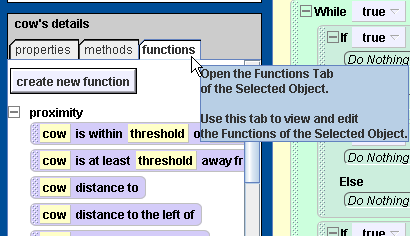 cow's details
properties methods functions
create new function
proximity
cow is within threshold o
cow is at least threshold away fr
cow distance to
cow distance to the left of
cow
Open the Functions Tab
of the Selected Object.
Use this tab to view and edit
the Functions of the Selected Object.
While true
If true
Do Nothing
Do Nothing
Else
Do Nothing
If true